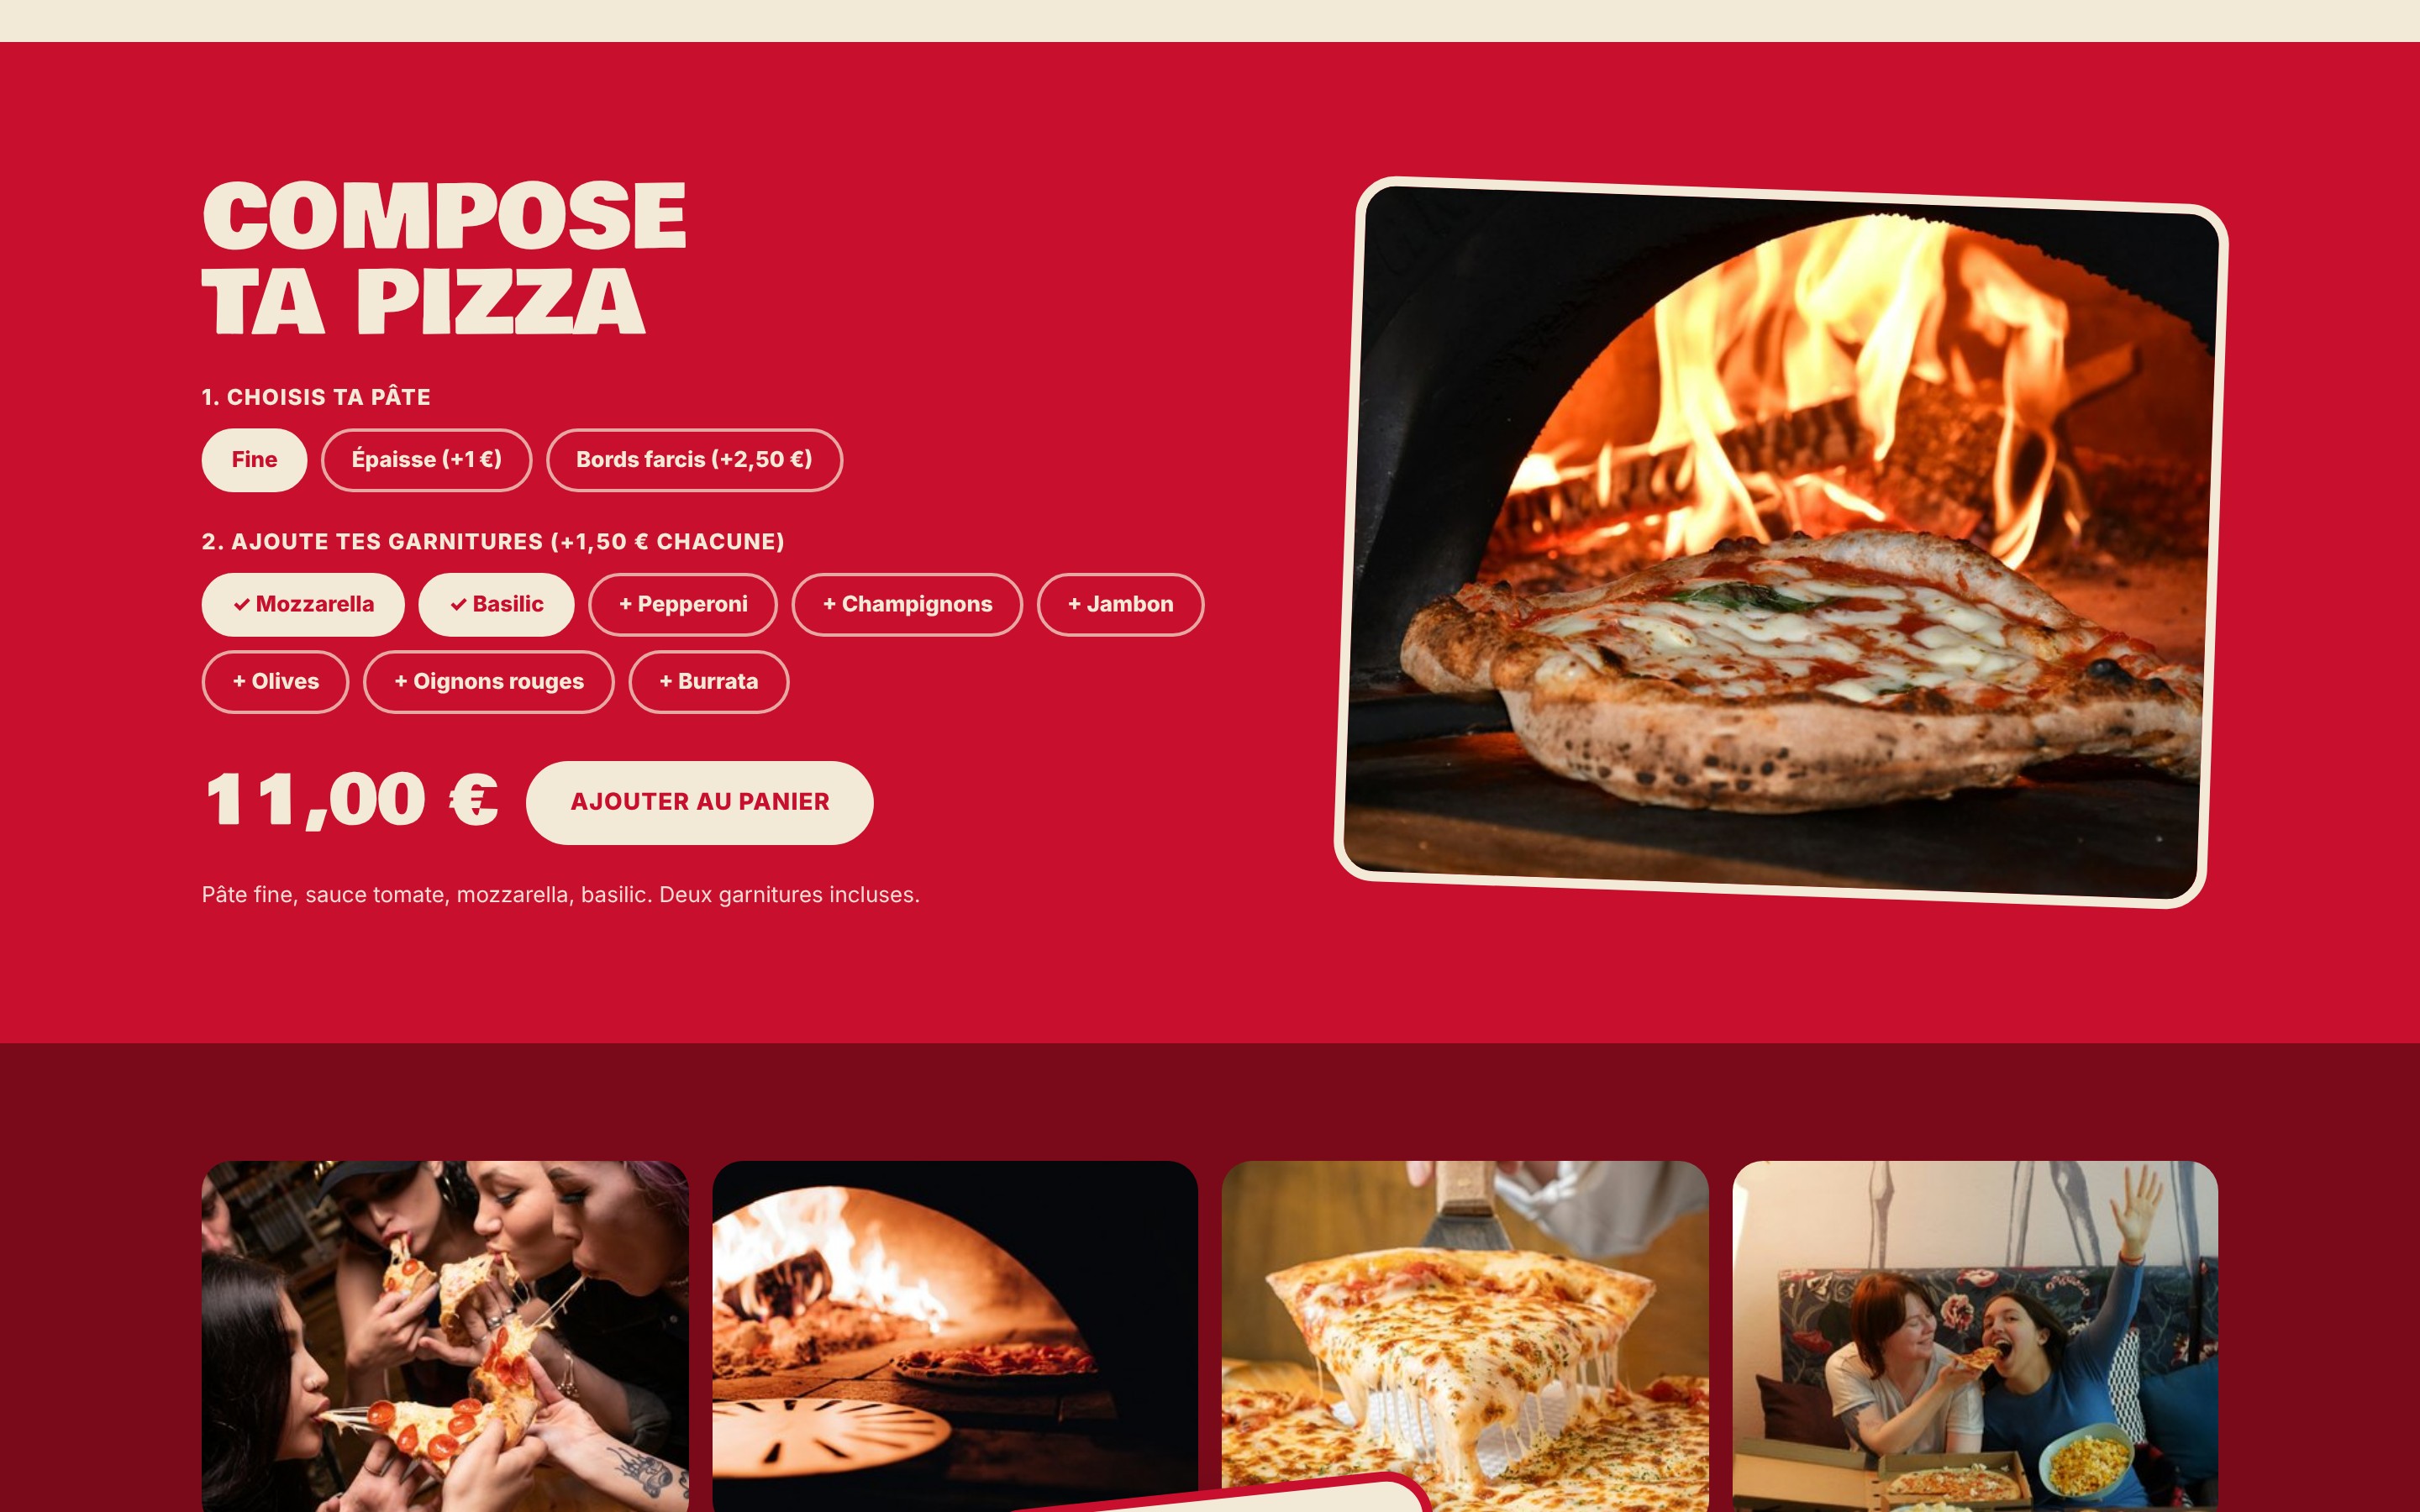 COMPOSE
TA PIZZA
1. CHOISIS TA PÂTE
Fine
Épaisse (+1 €)
Bords farcis (+2,50 €)
2. AJOUTE TES GARNITURES (+1,50 € CHACUNE)
✓ Mozzarella
✓ Basilic
+ Pepperoni
+ Champignons
+ Jambon
+ Olives
+ Oignons rouges
+ Burrata
11,00 €
AJOUTER AU PANIER
Pâte fine, sauce tomate, mozzarella, basilic. Deux garnitures incluses.